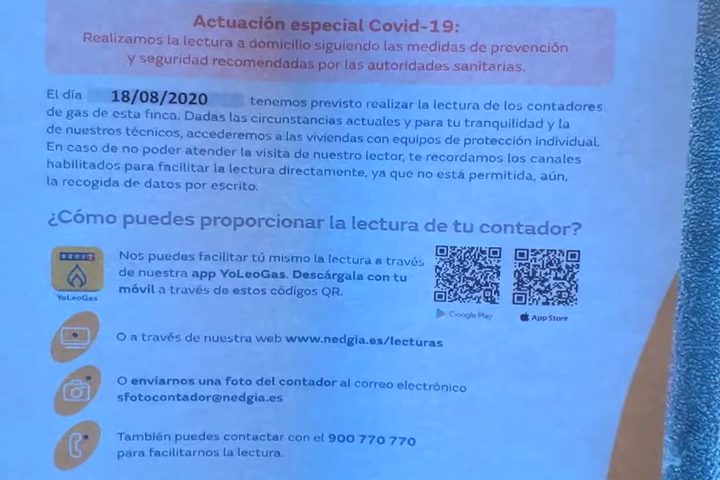 Actuación especial Covid-19:
Realizamos la lectura a domicilio siguiendo las medidas de prevención
y seguridad recomendadas por las autoridades sanitarias.
El día 18/08/2020 tenemos previsto realizar la lectura de los contadores
de gas de esta finca. Dadas las circunstancias actuales y para tu tranquilidad y la
de nuestros técnicos, accederemos a las viviendas con equipos de protección individual.
En caso de no poder atender la visita de nuestro lector, te recordamos los canales
habilitados para facilitar la lectura directamente, ya que no está permitida, aún,
la recogida de datos por escrito.
¿Cómo puedes proporcionar la lectura de tu contador?
Nos puedes facilitar tú mismo la lectura a través
de nuestra app YoLeoGas. Descárgala con tu
móvil a través de estos códigos QR.
YoLeoGas
Google Play
App Store
O a través de nuestra web www.nedgia.es/lecturas
O enviarnos una foto del contador al correo electrónico
sfotocontador@nedgia.es
También puedes contactar con el 900 770 770
para facilitarnos la lectura.